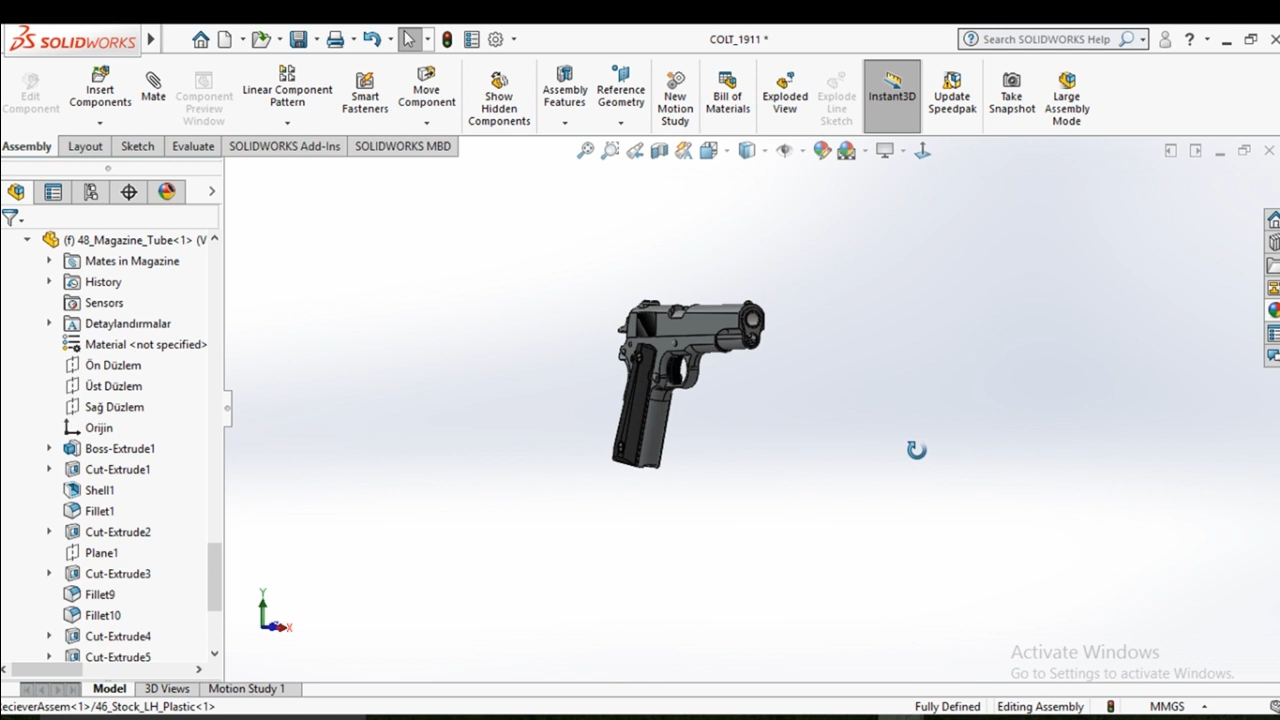 SOLIDWORKS
COLT_1911 *
Search SOLIDWORKS Help
?
Edit Component
Insert Components
Mate
Component Preview Window
Linear Component Pattern
Smart Fasteners
Move Component
Show Hidden Components
Assembly Features
Reference Geometry
New Motion Study
Bill of Materials
Exploded View
Explode Line Sketch
Instant3D
Update Speedpak
Take Snapshot
Large Assembly Mode
Assembly
Layout
Sketch
Evaluate
SOLIDWORKS Add-Ins
SOLIDWORKS MBD
(f) 48_Magazine_Tube<1> (V
Mates in Magazine
History
Sensors
Detaylandırmalar
Material <not specified>
Ön Düzlem
Üst Düzlem
Sağ Düzlem
Orijin
Boss-Extrude1
Cut-Extrude1
Shell1
Fillet1
Cut-Extrude2
Plane1
Cut-Extrude3
Fillet9
Fillet10
Cut-Extrude4
Cut-Extrude5
Y
X
Activate Windows
Go to Settings to activate Windows.
Model
3D Views
Motion Study 1
ecieverAssem<1>/46_Stock_LH_Plastic<1>
Fully Defined
Editing Assembly
MMGS